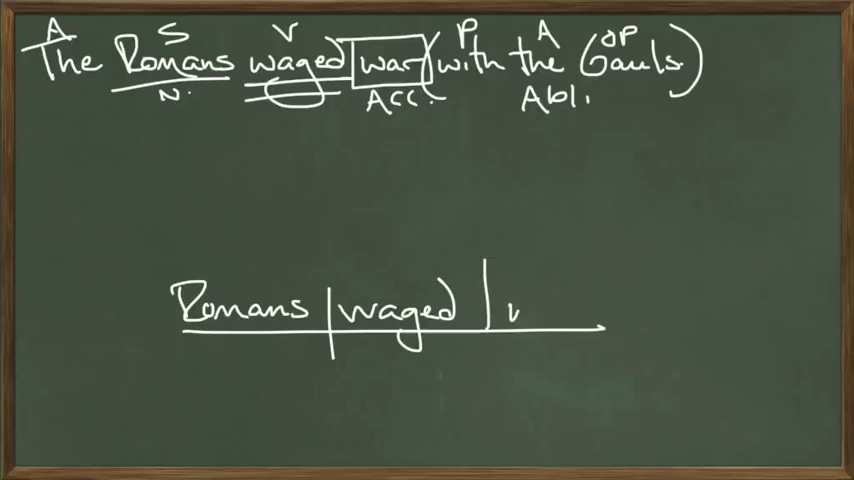 A S V P A OP
The Romans waged war (with the Gauls.)
N. Acc. Abl.
Romans waged